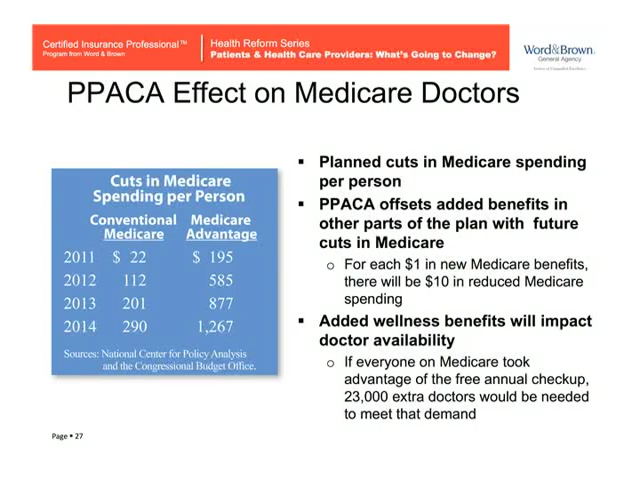 Certified Insurance Professional™
Program from Word & Brown
Health Reform Series
Patients & Health Care Providers: What's Going to Change?
Word&Brown.
General Agency
PPACA Effect on Medicare Doctors
Cuts in Medicare
Spending per Person
Conventional Medicare
Medicare Advantage
2011 $ 22 $ 195
2012 112 585
2013 201 877
2014 290 1,267
Sources: National Center for Policy Analysis
and the Congressional Budget Office.
▪ Planned cuts in Medicare spending
per person
▪ PPACA offsets added benefits in
other parts of the plan with future
cuts in Medicare
o For each $1 in new Medicare benefits,
there will be $10 in reduced Medicare
spending
▪ Added wellness benefits will impact
doctor availability
o If everyone on Medicare took
advantage of the free annual checkup,
23,000 extra doctors would be needed
to meet that demand
Page ▪ 27